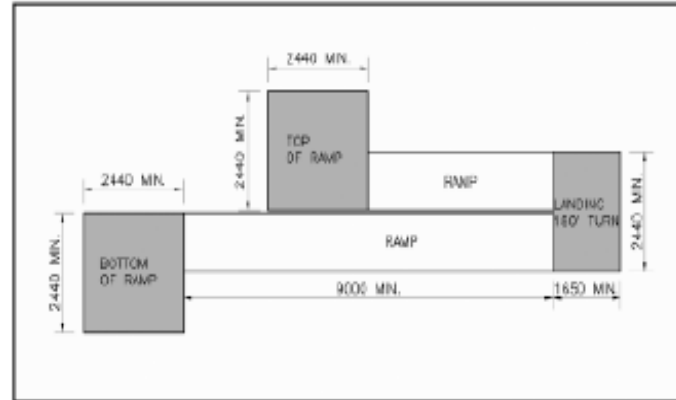 2440 MIN.
2440 MIN.
TOP
OF RAMP
RAMP
2440 MIN.
LANDING
180° TURN
2440 MIN.
2440 MIN.
BOTTOM
OF RAMP
RAMP
9000 MIN.
1650 MIN.